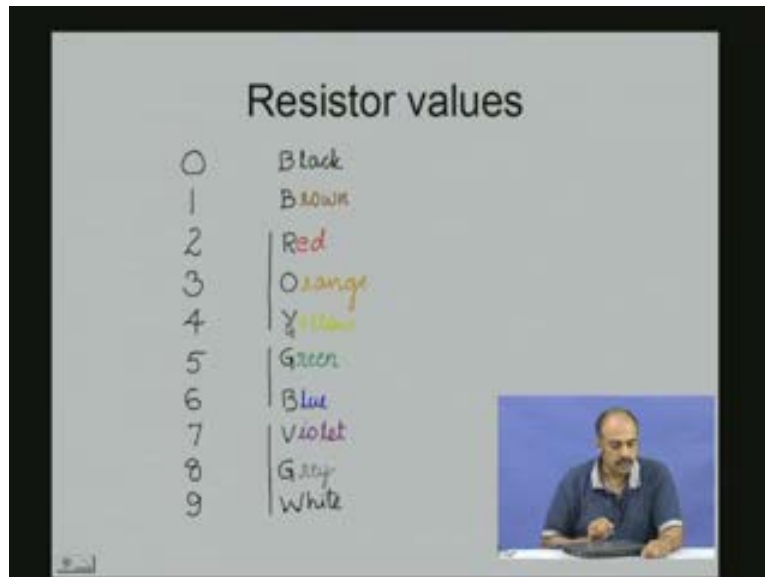 Resistor values
0 Black
1 Brown
2 Red
3 Orange
4 Yellow
5 Green
6 Blue
7 Violet
8 Grey
9 White